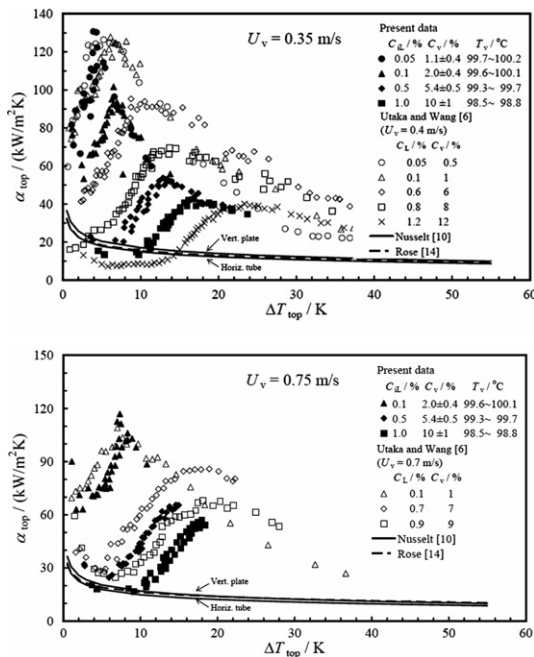 U_v = 0.35 m/s
Present data
C_iL / % C_v / % T_v / °C
0.05 1.1±0.4 99.7~100.2
0.1 2.0±0.4 99.6~100.1
0.5 5.4±0.5 99.3~ 99.7
1.0 10 ±1 98.5~ 98.8
Utaka and Wang [6]
(U_v = 0.4 m/s)
C_L / % C_v / %
0.05 0.5
0.1 1
0.6 6
0.8 8
1.2 12
Nusselt [10]
Rose [14]
Vert. plate
Horiz. tube
α_top / (kW/m²K)
140
120
100
80
60
40
20
0
0 10 20 30 40 50 60
ΔT_top / K
U_v = 0.75 m/s
Present data
C_iL / % C_v / % T_v / °C
0.1 2.0±0.4 99.6~100.1
0.5 5.4±0.5 99.3~ 99.7
1.0 10 ±1 98.5~ 98.8
Utaka and Wang [6]
(U_v = 0.7 m/s)
C_L / % C_v / %
0.1 1
0.7 7
0.9 9
Nusselt [10]
Rose [14]
Vert. plate
Horiz. tube
α_top / (kW/m²K)
150
120
90
60
30
0
0 10 20 30 40 50 60
ΔT_top / K